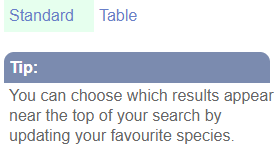 Standard Table
Tip:
You can choose which results appear
near the top of your search by
updating your favourite species.